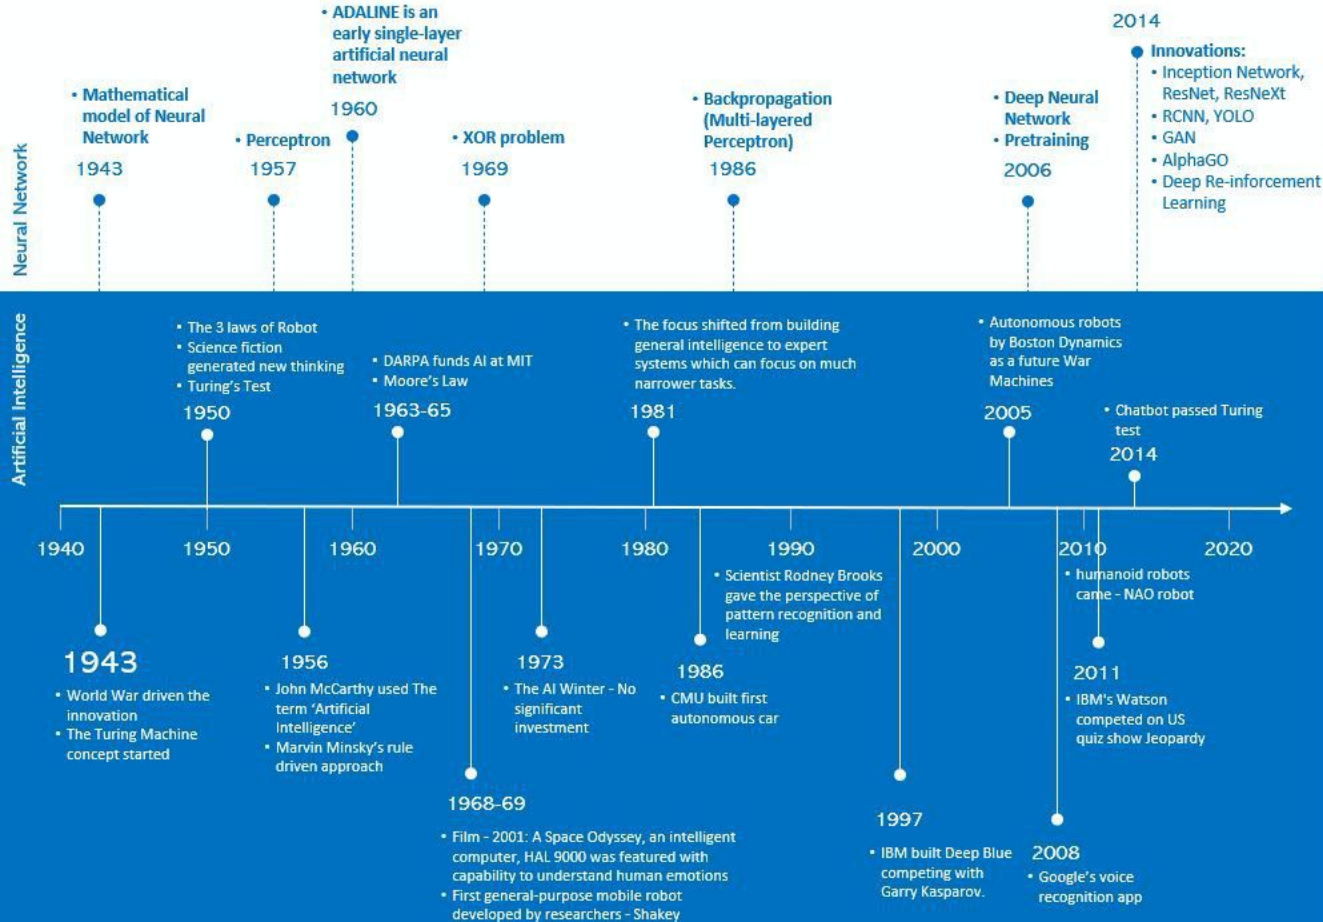 Neural Network
• Mathematical
model of Neural
Network
1943
• Perceptron
1957
• ADALINE is an
early single-layer
artificial neural
network
1960
• XOR problem
1969
• Backpropagation
(Multi-layered
Perceptron)
1986
• Deep Neural
Network
• Pretraining
2006
2014
Innovations:
• Inception Network,
ResNet, ResNeXt
• RCNN, YOLO
• GAN
• AlphaGO
• Deep Re-inforcement
Learning
Artificial Intelligence
• The 3 laws of Robot
• Science fiction
generated new thinking
• Turing's Test
1950
• DARPA funds AI at MIT
• Moore's Law
1963-65
• The focus shifted from building
general intelligence to expert
systems which can focus on much
narrower tasks.
1981
• Autonomous robots
by Boston Dynamics
as a future War
Machines
2005
• Chatbot passed Turing
test
2014
1940
1950
1960
1970
1980
1990
2000
2010
2020
1943
• World War driven the
innovation
• The Turing Machine
concept started
1956
• John McCarthy used The
term ‘Artificial
Intelligence’
• Marvin Minsky's rule
driven approach
1968-69
• Film - 2001: A Space Odyssey, an intelligent
computer, HAL 9000 was featured with
capability to understand human emotions
• First general-purpose mobile robot
developed by researchers - Shakey
1973
• The AI Winter - No
significant
investment
• Scientist Rodney Brooks
gave the perspective of
pattern recognition and
learning
1986
• CMU built first
autonomous car
1997
• IBM built Deep Blue
competing with
Garry Kasparov.
2008
• Google's voice
recognition app
• humanoid robots
came - NAO robot
2011
• IBM's Watson
competed on US
quiz show Jeopardy